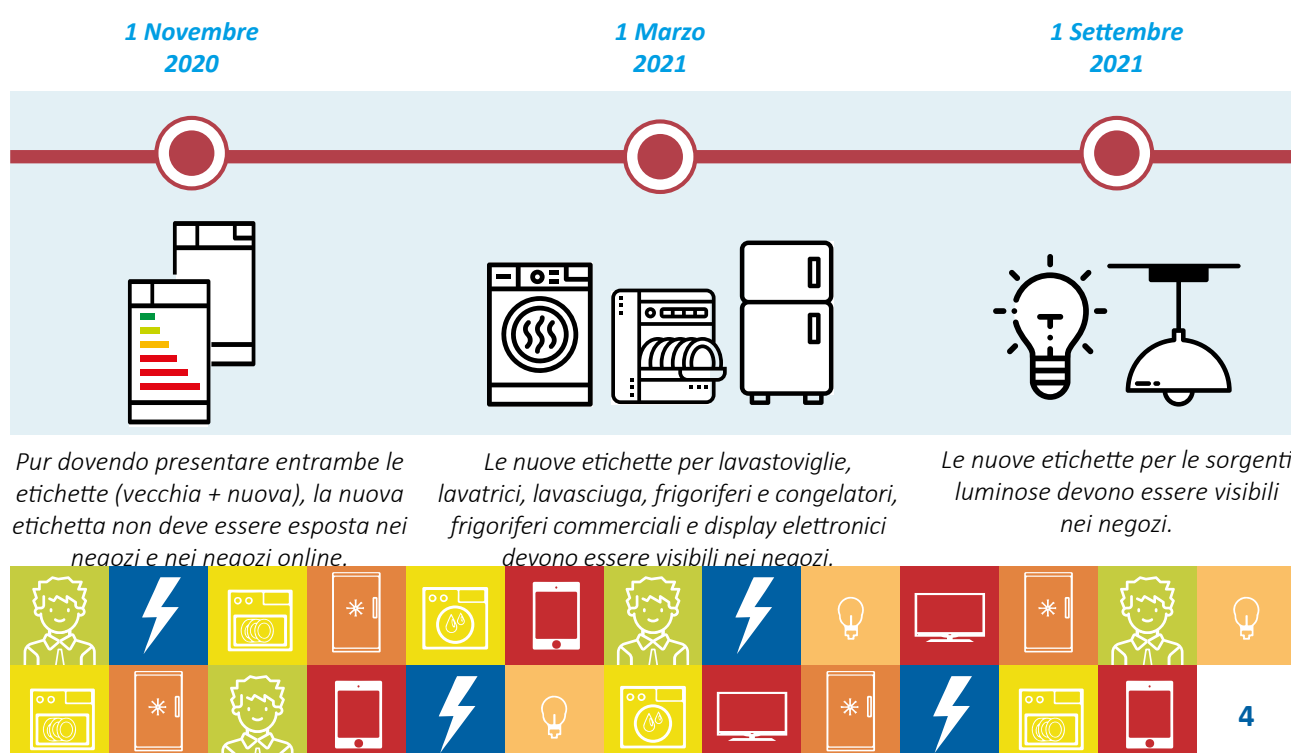 1 Novembre
2020
1 Marzo
2021
1 Settembre
2021
Pur dovendo presentare entrambe le
etichette (vecchia + nuova), la nuova
etichetta non deve essere esposta nei
negozi e nei negozi online.
Le nuove etichette per lavastoviglie,
lavatrici, lavasciuga, frigoriferi e congelatori,
frigoriferi commerciali e display elettronici
devono essere visibili nei negozi.
Le nuove etichette per le sorgenti
luminose devono essere visibili
nei negozi.
4